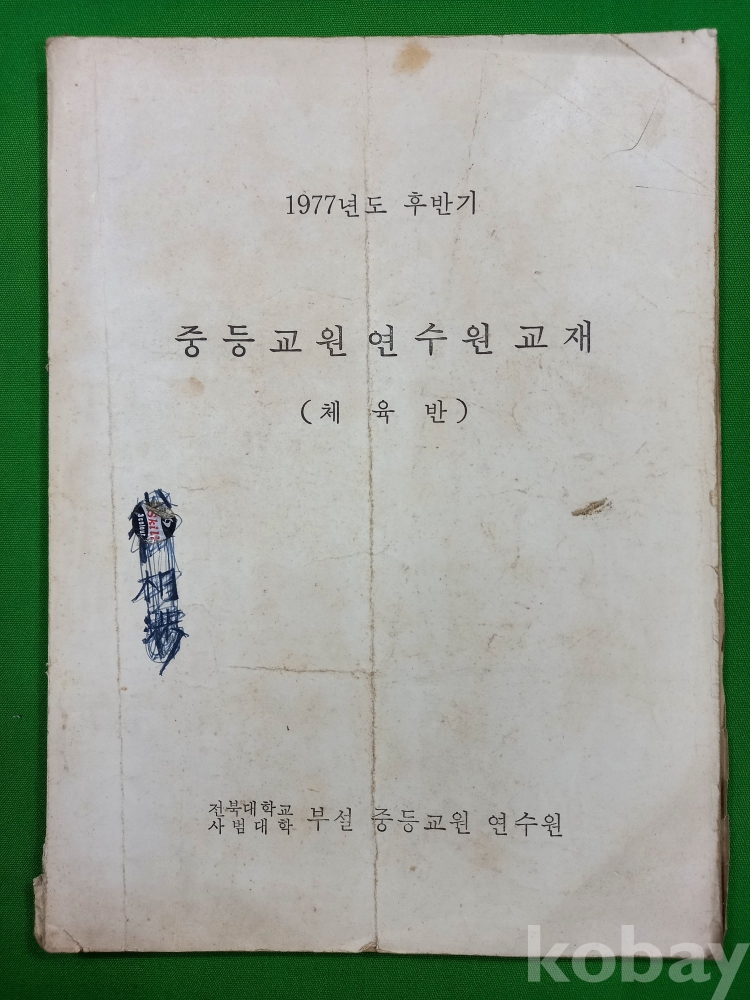 1977년도 후반기
중등교원연수원교재
(체 육 반)
전북대학교
사범대학 부설 중등교원 연수원
kobay